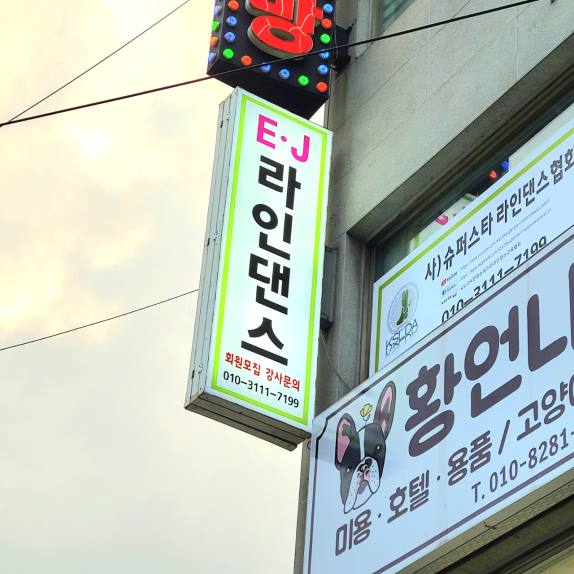 E·J
라인댄스
회원모집 강사문의
010-3111-7199
사)슈퍼스타 라인댄스협회
010-3111-7199
KSLDA
황언니
미용·호텔·용품/고양이
T. 010-8281-